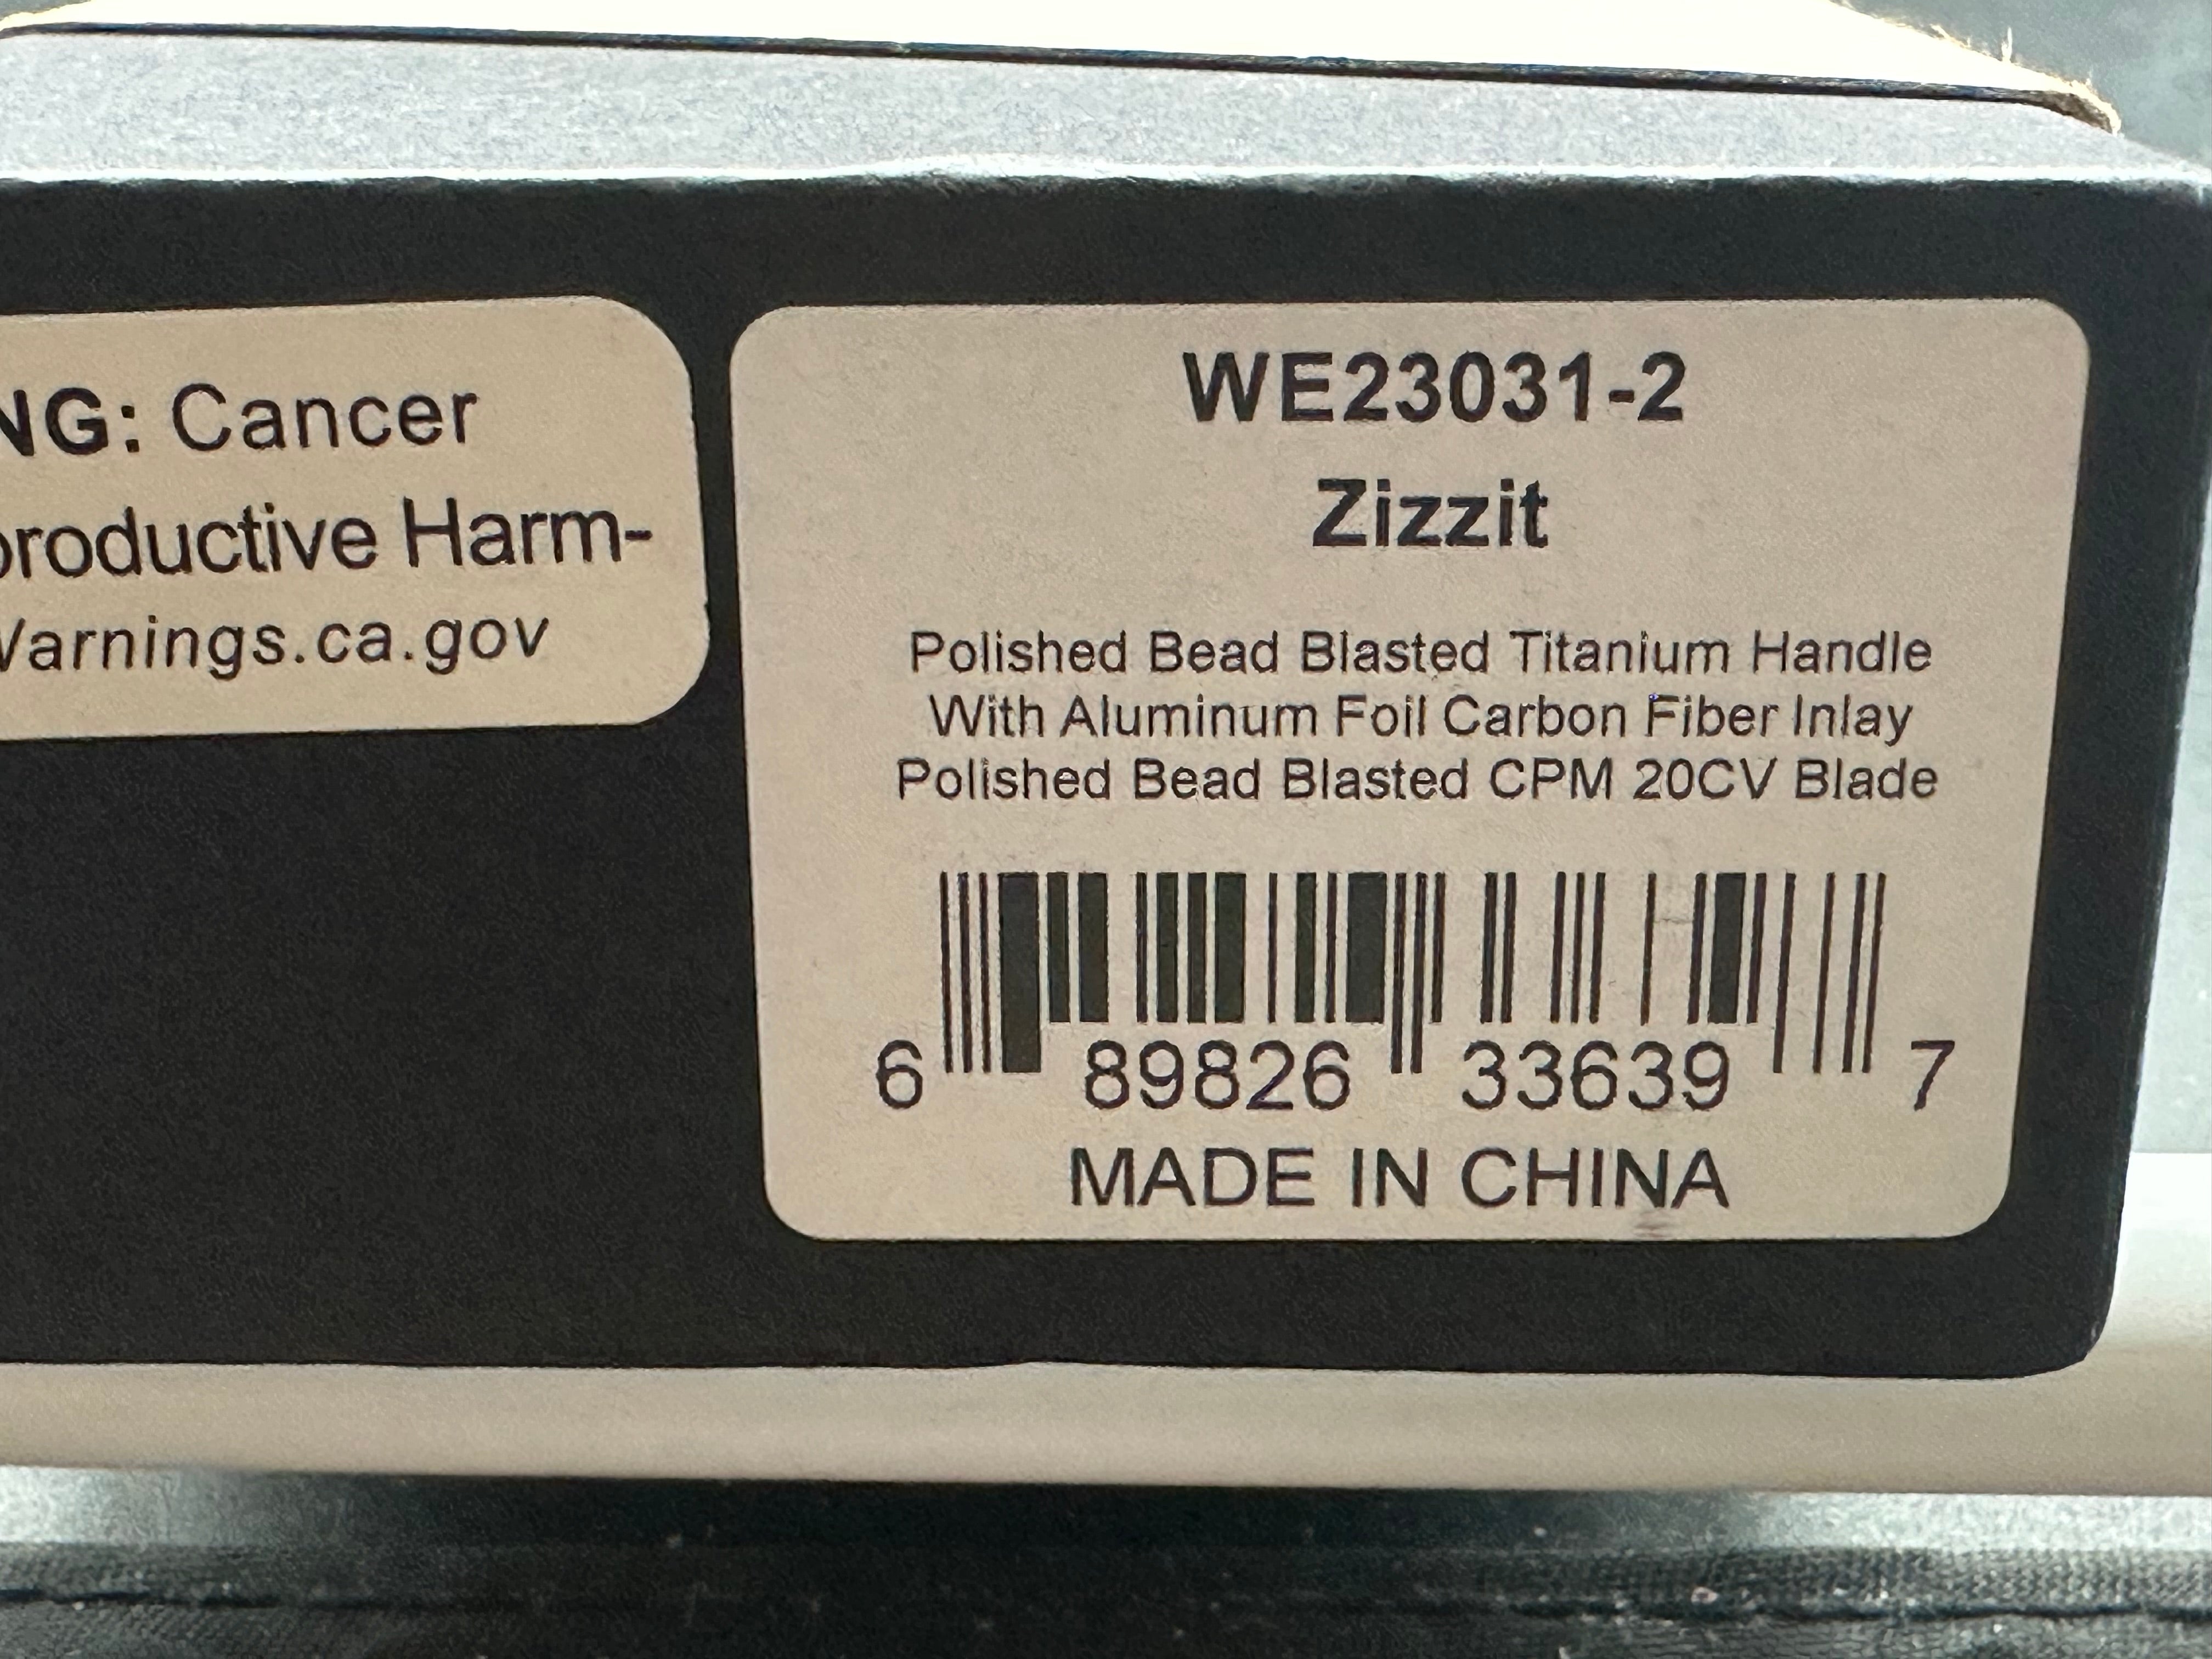 NG: Cancer
productive Harm-
Warnings.ca.gov
WE23031-2
Zizzit
Polished Bead Blasted Titanium Handle
With Aluminum Foil Carbon Fiber Inlay
Polished Bead Blasted CPM 20CV Blade
6 89826 33639 7
MADE IN CHINA